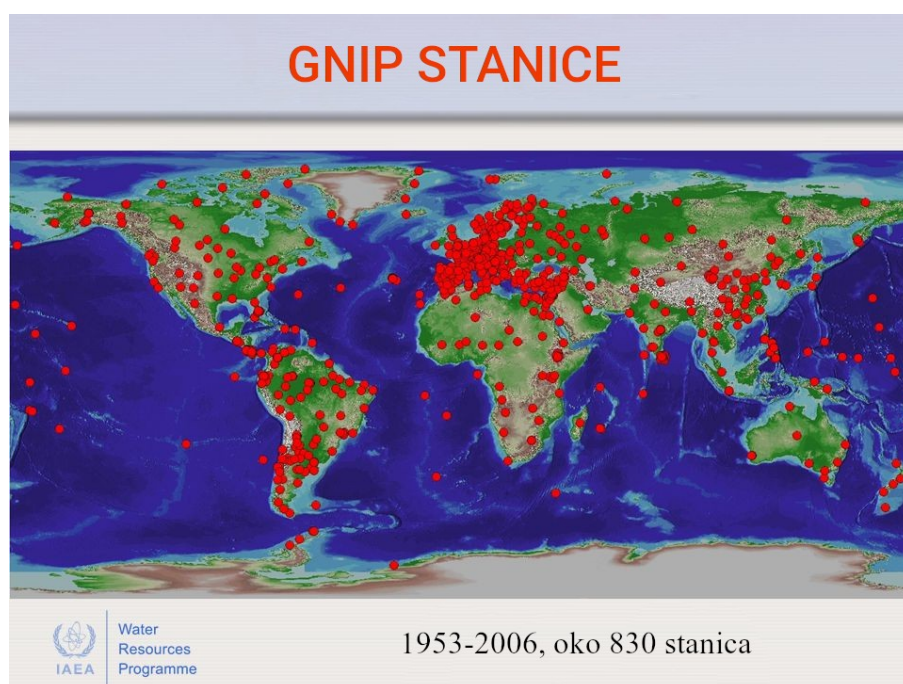 GNIP STANICE
IAEA
Water
Resources
Programme
1953-2006, oko 830 stanica